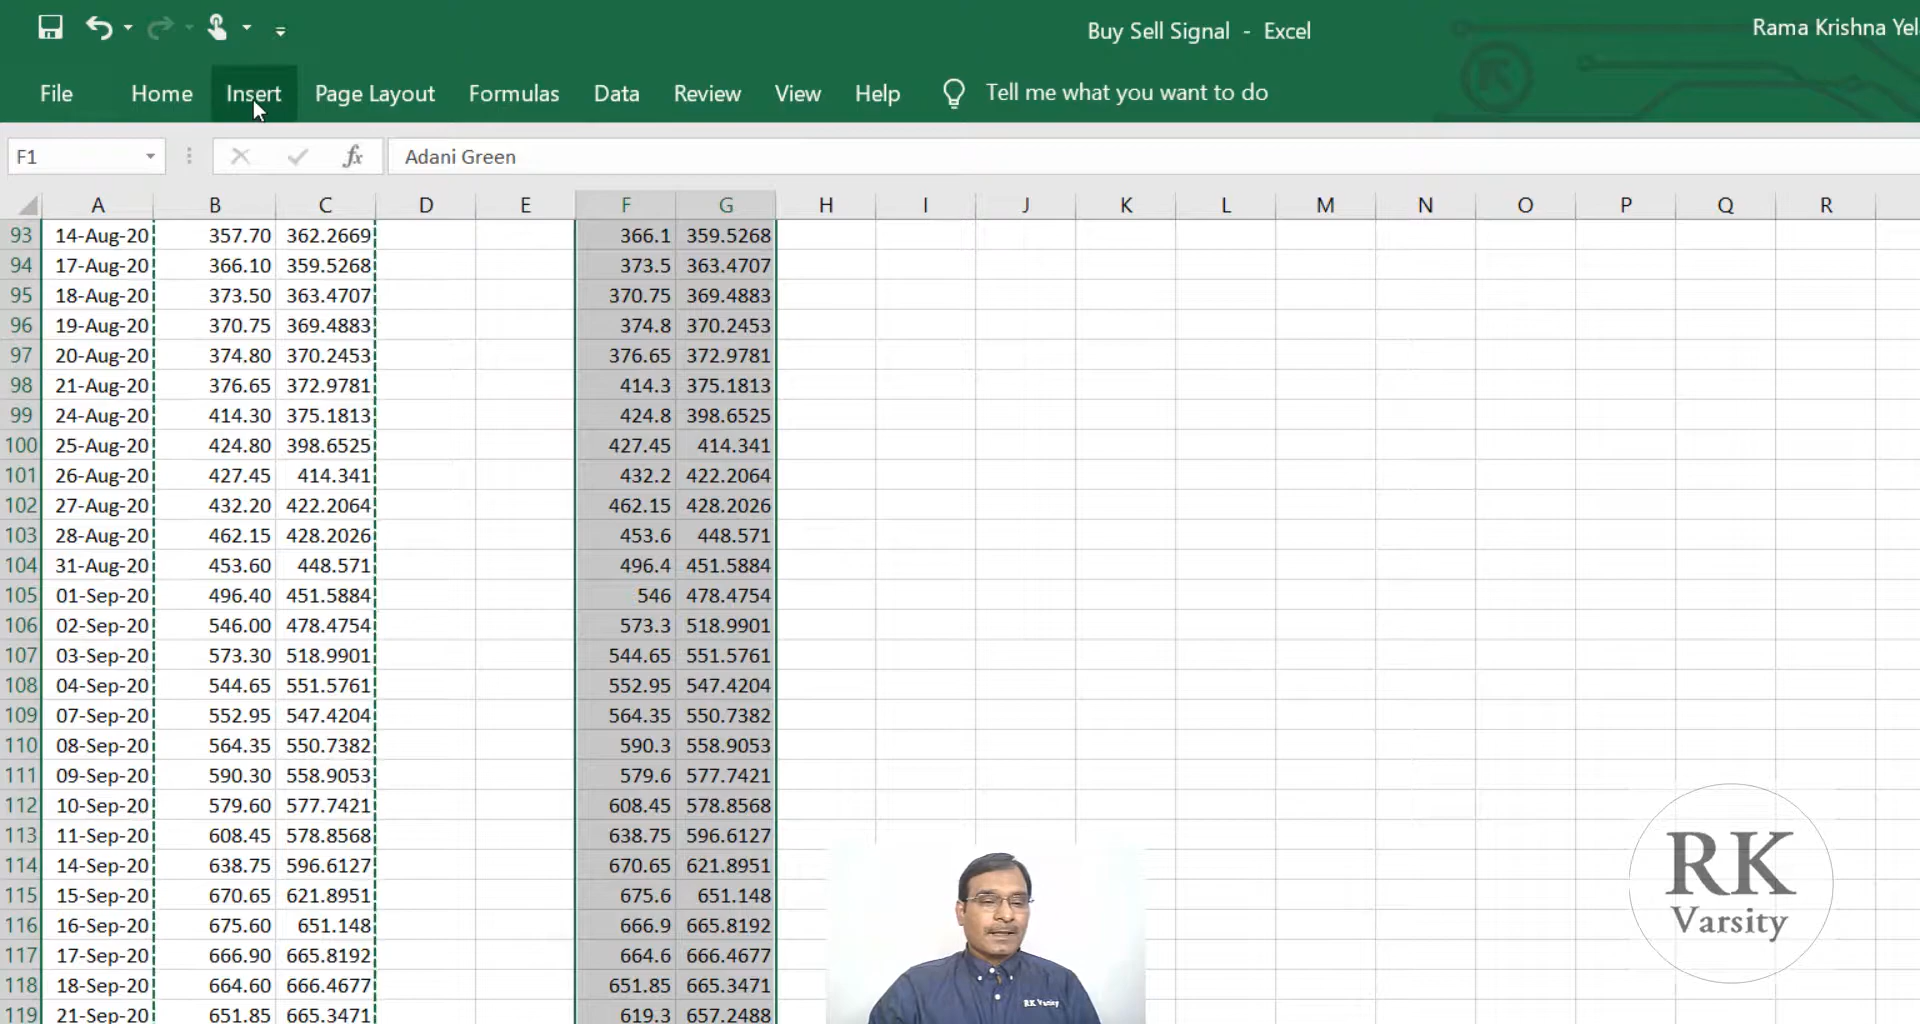 Buy Sell Signal - Excel
Rama Krishna Yel
File Home Insert Page Layout Formulas Data Review View Help Tell me what you want to do
F1 fx Adani Green
A B C D E F G H I J K L M N O P Q R
93 14-Aug-20 357.70 362.2669 366.1 359.5268
94 17-Aug-20 366.10 359.5268 373.5 363.4707
95 18-Aug-20 373.50 363.4707 370.75 369.4883
96 19-Aug-20 370.75 369.4883 374.8 370.2453
97 20-Aug-20 374.80 370.2453 376.65 372.9781
98 21-Aug-20 376.65 372.9781 414.3 375.1813
99 24-Aug-20 414.30 375.1813 424.8 398.6525
100 25-Aug-20 424.80 398.6525 427.45 414.341
101 26-Aug-20 427.45 414.341 432.2 422.2064
102 27-Aug-20 432.20 422.2064 462.15 428.2026
103 28-Aug-20 462.15 428.2026 453.6 448.571
104 31-Aug-20 453.60 448.571 496.4 451.5884
105 01-Sep-20 496.40 451.5884 546 478.4754
106 02-Sep-20 546.00 478.4754 573.3 518.9901
107 03-Sep-20 573.30 518.9901 544.65 551.5761
108 04-Sep-20 544.65 551.5761 552.95 547.4204
109 07-Sep-20 552.95 547.4204 564.35 550.7382
110 08-Sep-20 564.35 550.7382 590.3 558.9053
111 09-Sep-20 590.30 558.9053 579.6 577.7421
112 10-Sep-20 579.60 577.7421 608.45 578.8568
113 11-Sep-20 608.45 578.8568 638.75 596.6127
114 14-Sep-20 638.75 596.6127 670.65 621.8951
115 15-Sep-20 670.65 621.8951 675.6 651.148
116 16-Sep-20 675.60 651.148 666.9 665.8192
117 17-Sep-20 666.90 665.8192 664.6 666.4677
118 18-Sep-20 664.60 666.4677 651.85 665.3471
119 21-Sep-20 651.85 665.3471 619.3 657.2488
RK
Varsity
RK Varsity